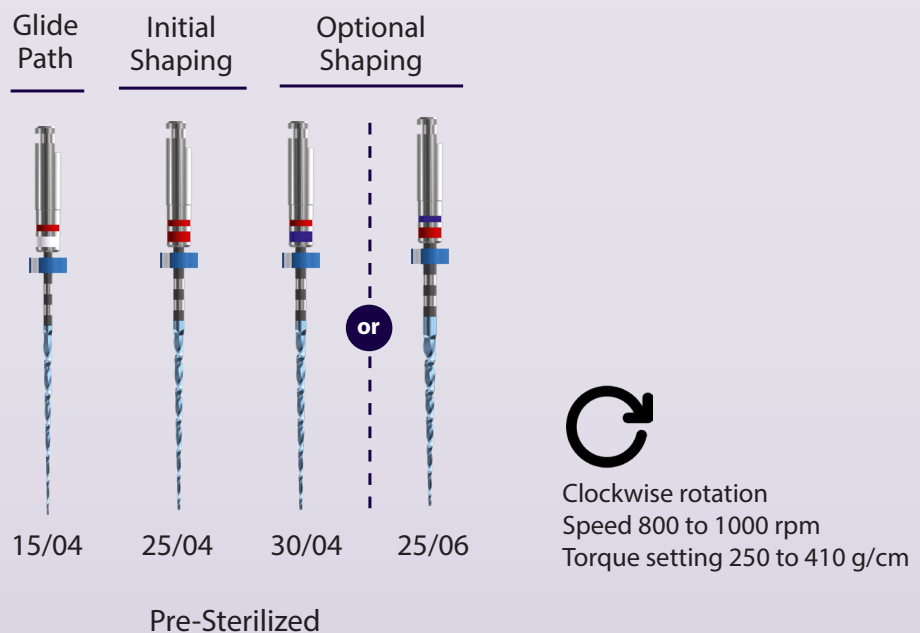 Glide
Path
Initial
Shaping
Optional
Shaping
or
15/04
25/04
30/04
25/06
Clockwise rotation
Speed 800 to 1000 rpm
Torque setting 250 to 410 g/cm
Pre-Sterilized